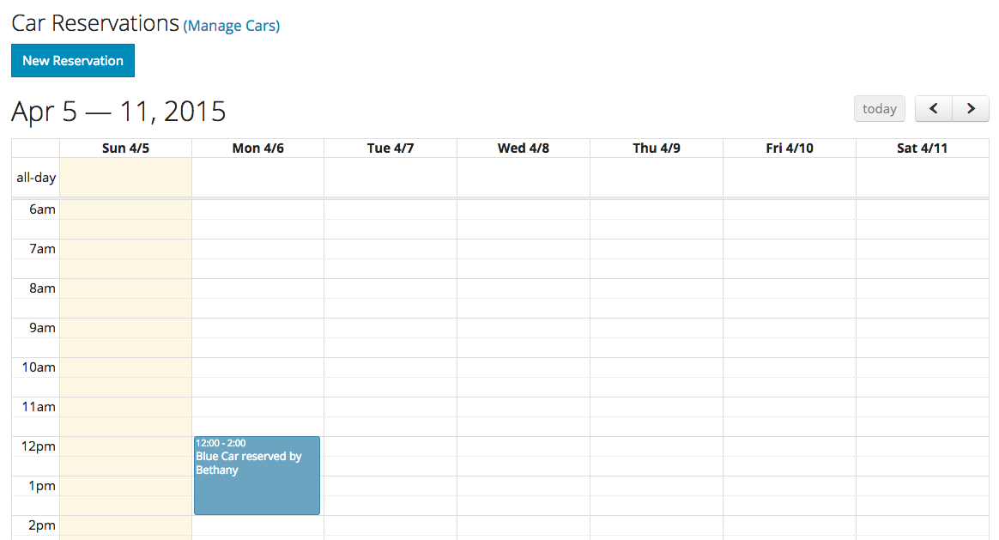 Car Reservations (Manage Cars)
New Reservation
Apr 5 — 11, 2015
today
Sun 4/5 Mon 4/6 Tue 4/7 Wed 4/8 Thu 4/9 Fri 4/10 Sat 4/11
all-day
6am
7am
8am
9am
10am
11am
12pm
12:00 - 2:00
Blue Car reserved by
Bethany
1pm
2pm